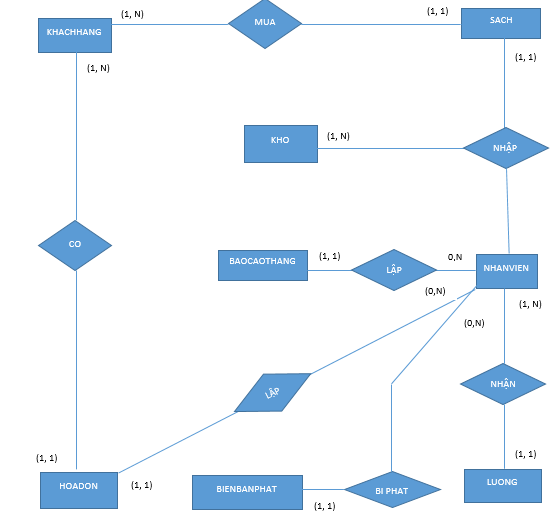 (1, N)
MUA
(1, 1)
SACH
KHACHHANG
(1, N)
(1, 1)
KHO
(1, N)
NHẬP
CO
BAOCAOTHANG
(1, 1)
LẬP
0,N
NHANVIEN
(0,N)
(1, N)
(0,N)
LẬP
NHẬN
(1, 1)
(1, 1)
HOADON
(1, 1)
BIENBANPHAT
(1, 1)
BI PHAT
LUONG